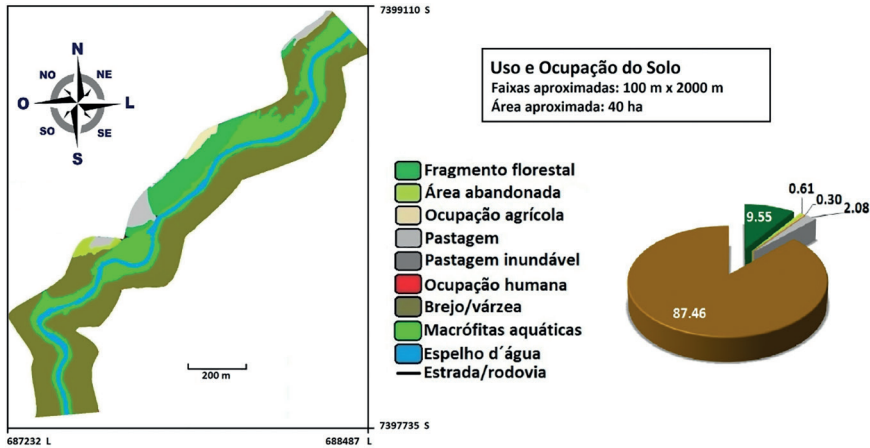 7399110 S
N
NO
NE
O
L
SO
SE
S
200 m
7397735 S
687232 L
688487 L
Uso e Ocupação do Solo
Faixas aproximadas: 100 m x 2000 m
Área aproximada: 40 ha
Fragmento florestal
Área abandonada
Ocupação agrícola
Pastagem
Pastagem inundável
Ocupação humana
Brejo/várzea
Macrófitas aquáticas
Espelho d´água
Estrada/rodovia
9.55
0.61
0.30
2.08
87.46